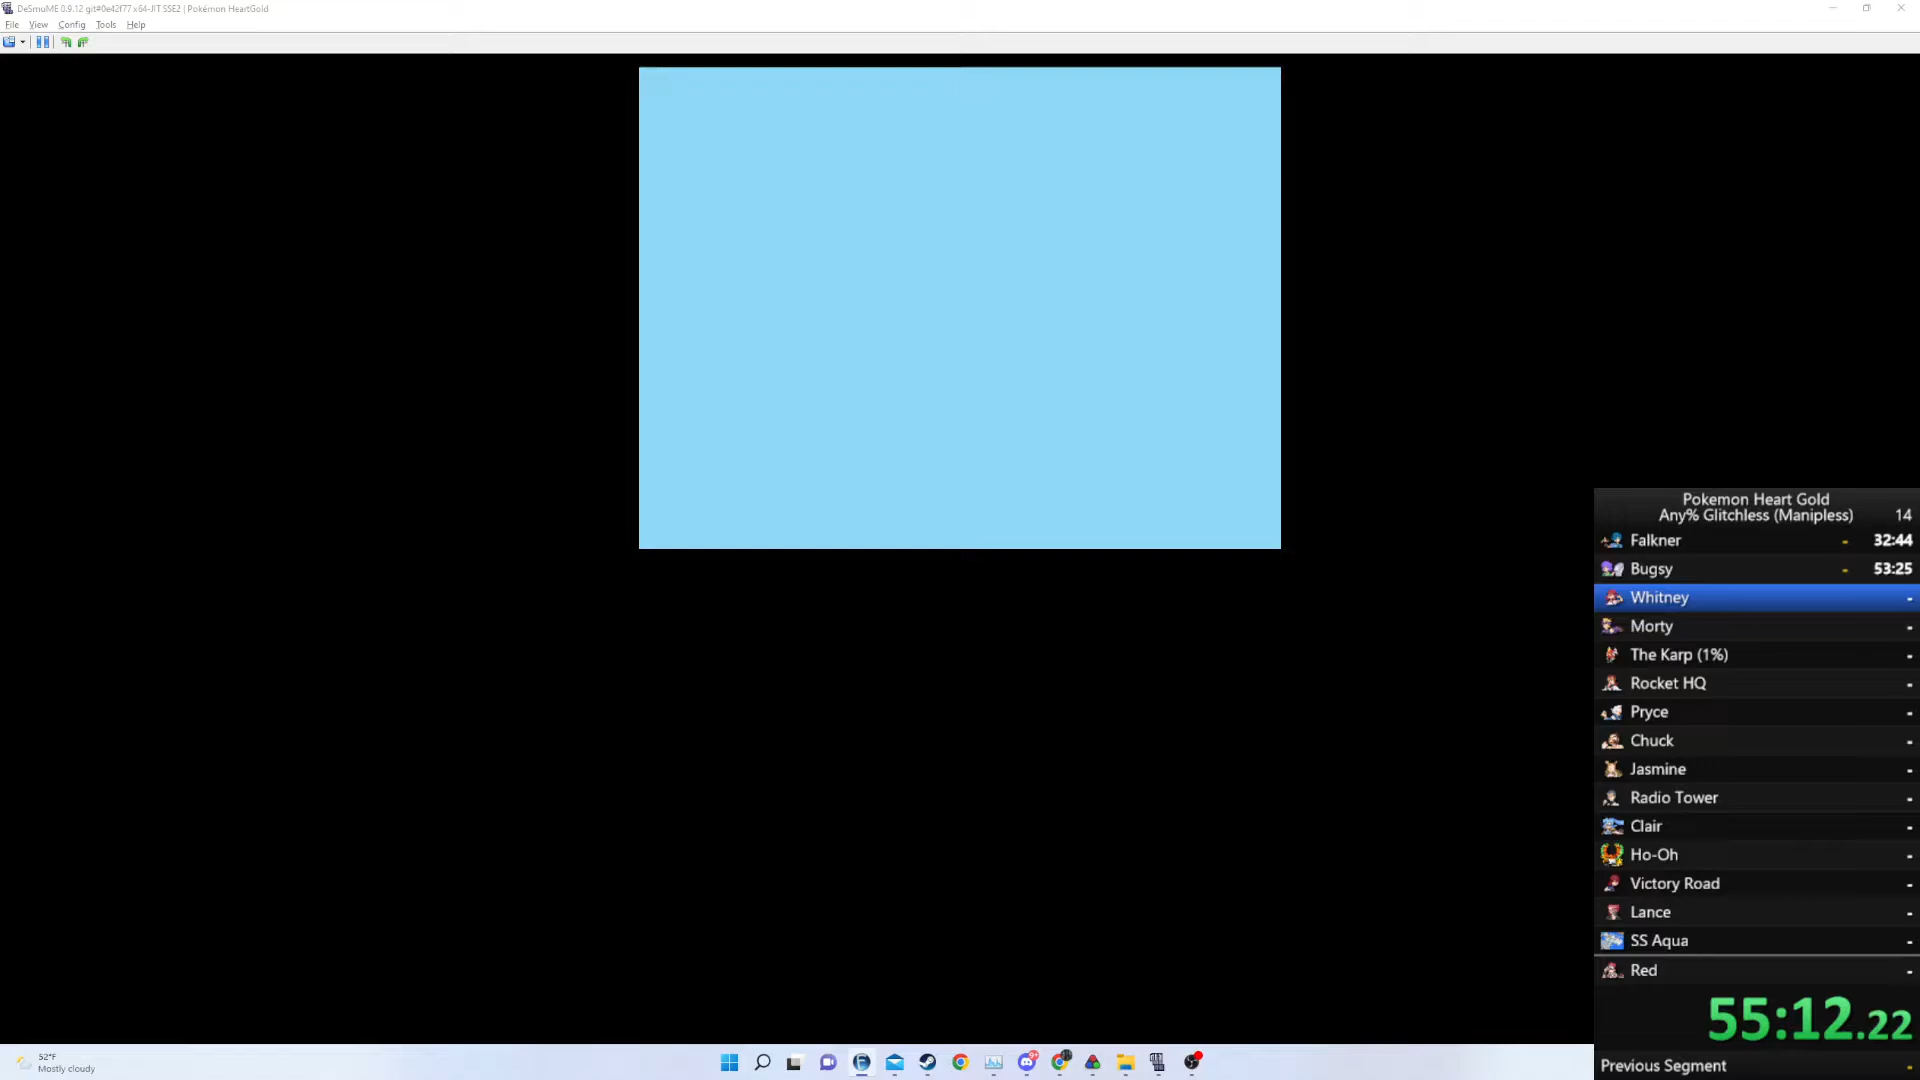 DeSmuME 0.9.12 git#0e42f77 x64-JIT SSE2 | Pokémon HeartGold
File View Config Tools Help
Pokemon Heart Gold
Any% Glitchless (Manipless) 14
Falkner - 32:44
Bugsy - 53:25
Whitney -
Morty -
The Karp (1%) -
Rocket HQ -
Pryce -
Chuck -
Jasmine -
Radio Tower -
Clair -
Ho-Oh -
Victory Road -
Lance -
SS Aqua -
Red -
55:12.22
Previous Segment -
52°F
Mostly cloudy